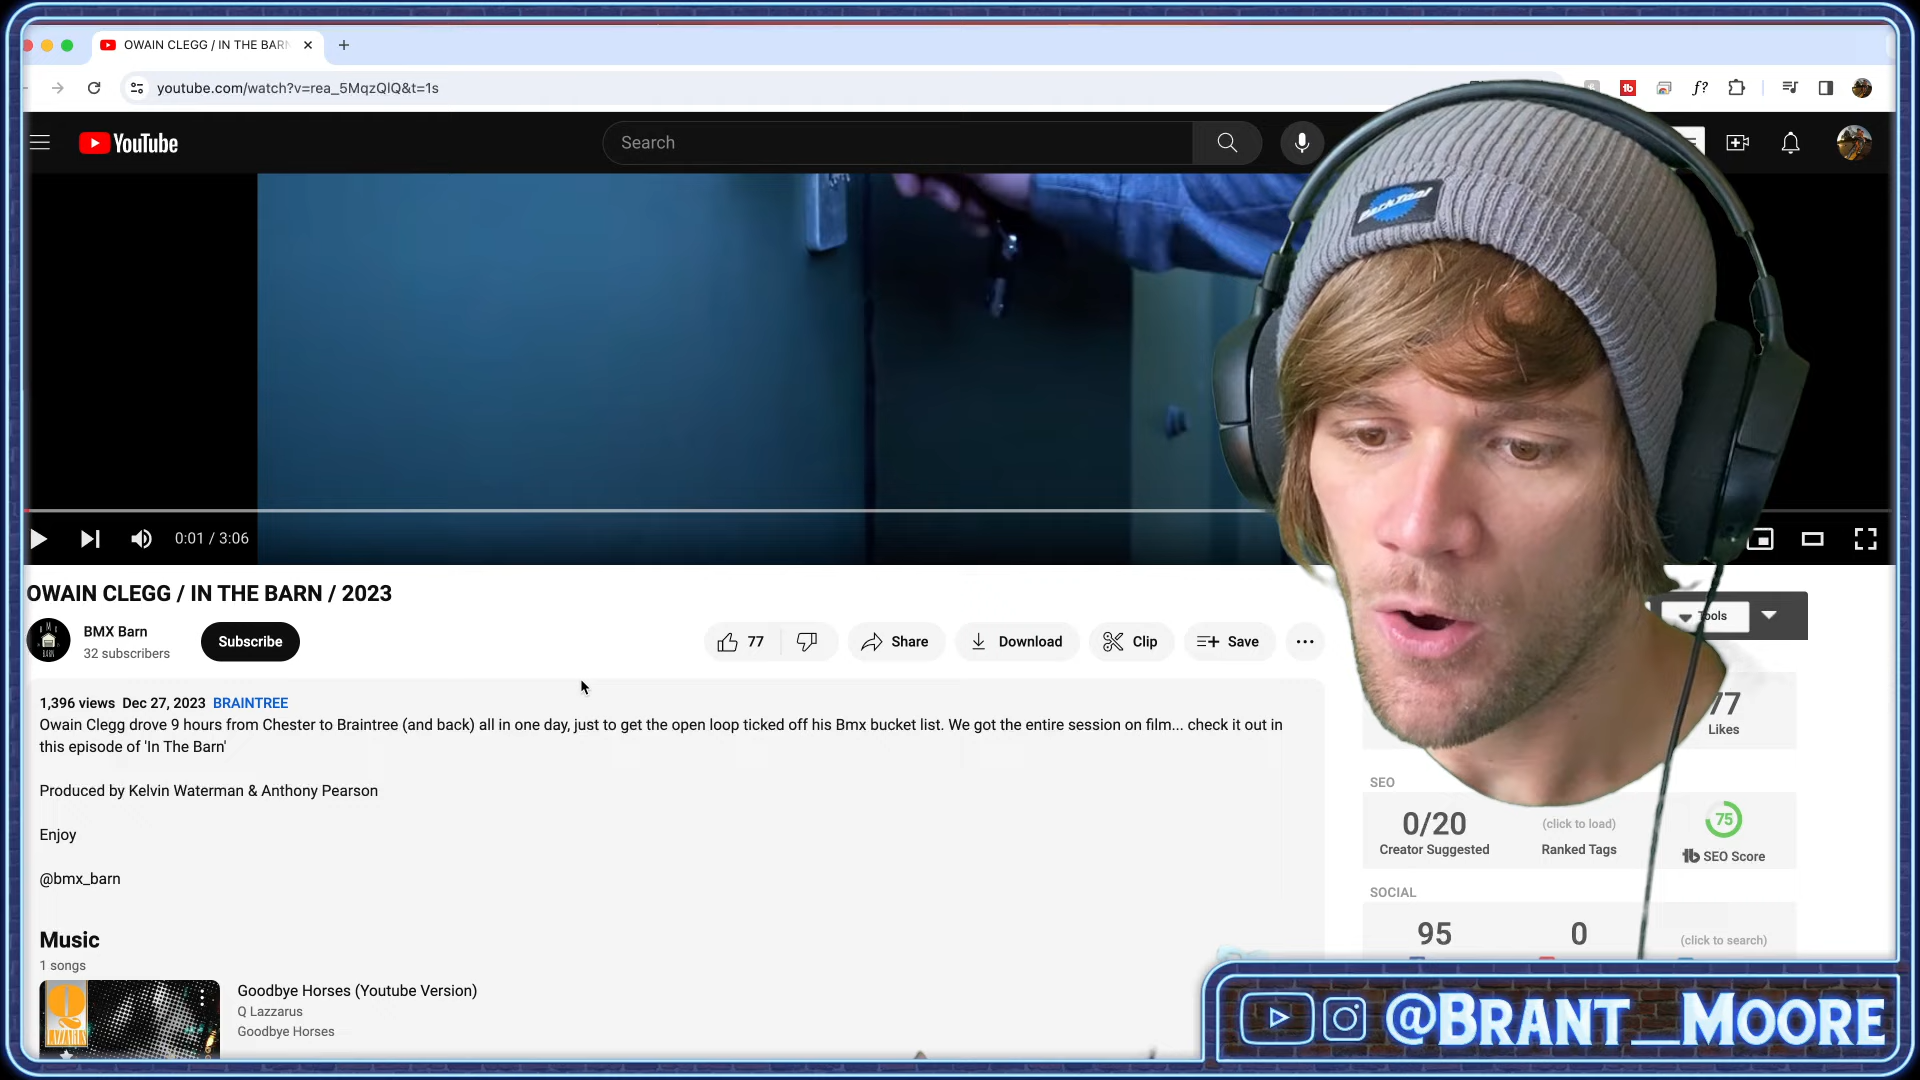 OWAIN CLEGG / IN THE BARN
youtube.com/watch?v=rea_5MqzQlQ&t=1s
YouTube
Search
ParkTool
0:01 / 3:06
OWAIN CLEGG / IN THE BARN / 2023
BMX Barn
32 subscribers
Subscribe
77
Share
Download
Clip
Save
Tools
1,396 views Dec 27, 2023 BRAINTREE
Owain Clegg drove 9 hours from Chester to Braintree (and back) all in one day, just to get the open loop ticked off his Bmx bucket list. We got the entire session on film... check it out in
this episode of 'In The Barn'
Produced by Kelvin Waterman & Anthony Pearson
Enjoy
@bmx_barn
Music
1 songs
Goodbye Horses (Youtube Version)
Q Lazzarus
Goodbye Horses
77
Likes
SEO
0/20
Creator Suggested
(click to load)
Ranked Tags
75
SEO Score
SOCIAL
95
0
(click to search)
@BRANT_MOORE